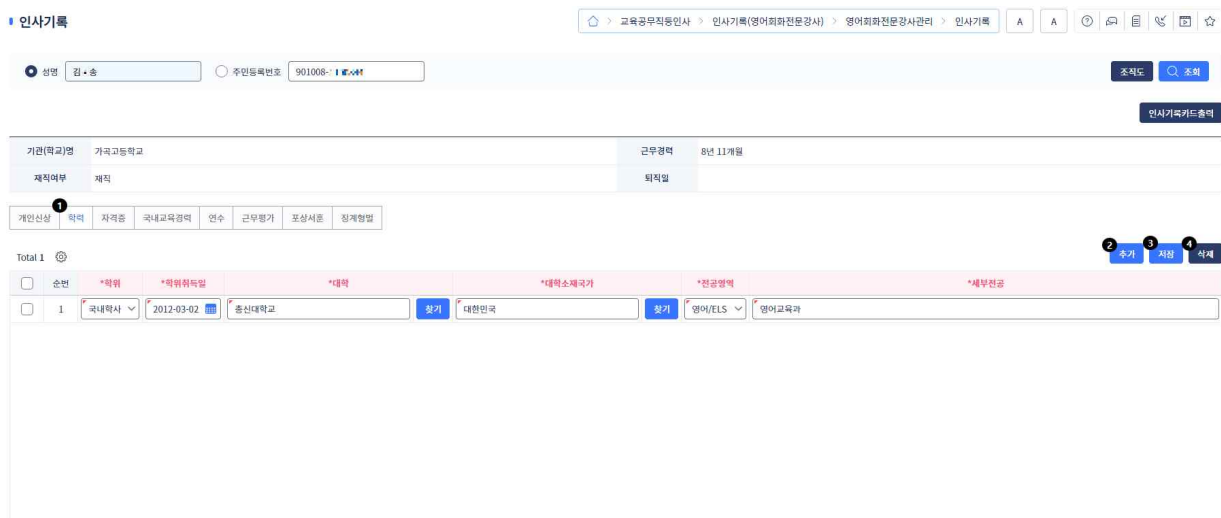 인사기록
교육공무직등인사 > 인사기록(영어회화전문강사) > 영어회화전문강사관리 > 인사기록 A A
성명 김 송 주민등록번호 901008- 조직도 조회
인사기록카드출력
기관(학교)명 가곡고등학교 근무경력 8년 11개월
재직여부 재직 퇴직일
1
개인신상 학력 자격증 국내교육경력 연수 근무평가 포상서훈 징계형벌
Total 1 2 추가 3 저장 4 삭제
순번 *학위 *학위취득일 *대학 *대학소재국가 *전공영역 *세부전공
1 국내학사 2012-03-02 총신대학교 찾기 대한민국 찾기 영어/ELS 영어교육과